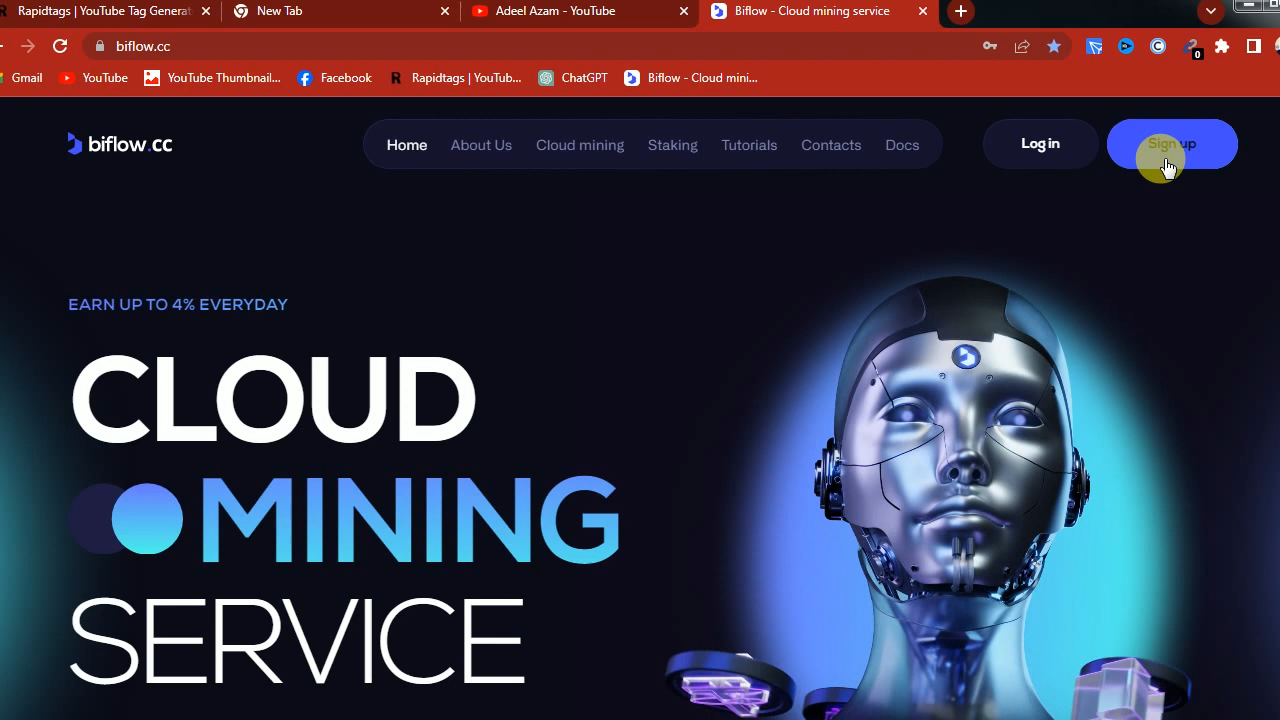 Rapidtags | YouTube Tag Generat
New Tab
Adeel Azam - YouTube
Biflow - Cloud mining service
biflow.cc
0
Gmail
YouTube
YouTube Thumbnail...
Facebook
Rapidtags | YouTub...
ChatGPT
Biflow - Cloud mini...
biflow.cc
Home
About Us
Cloud mining
Staking
Tutorials
Contacts
Docs
Log in
Sign up
EARN UP TO 4% EVERYDAY
CLOUD
MINING
SERVICE